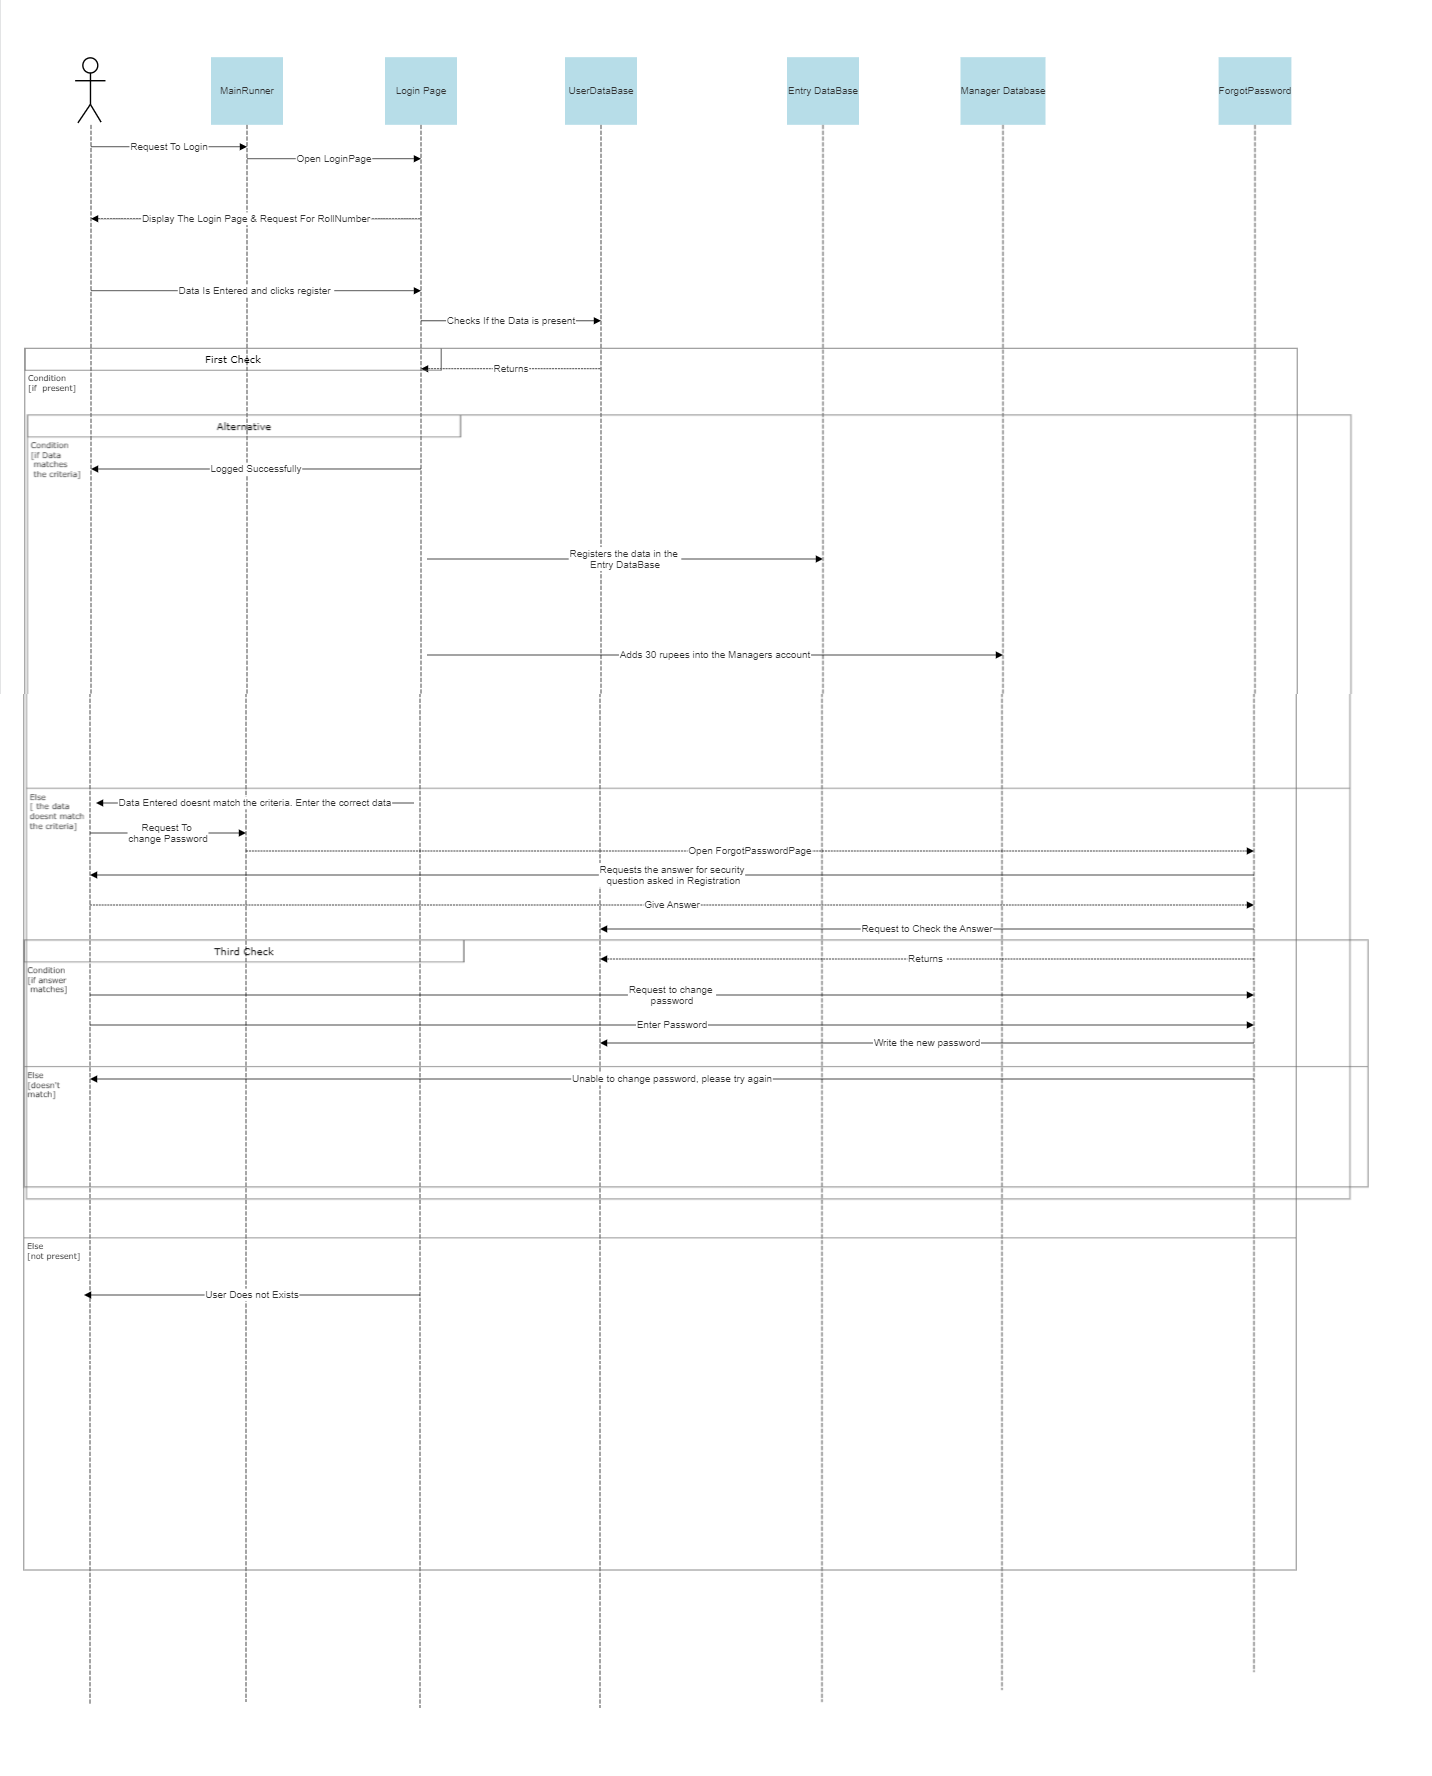 MainRunner
Login Page
UserDataBase
Entry DataBase
Manager Database
ForgotPassword
Request To Login
Open LoginPage
Display The Login Page & Request For RollNumber
Data Is Entered and clicks register
Checks If the Data is present
First Check
Returns
Condition
[if present]
Alternative
Condition
[if Data
matches
the criteria]
Logged Successfully
Registers the data in the
Entry DataBase
Adds 30 rupees into the Managers account
Else
[ the data
doesnt match
the criteria]
Data Entered doesnt match the criteria. Enter the correct data
Request To
change Password
Open ForgotPasswordPage
Requests the answer for security
question asked in Registration
Give Answer
Request to Check the Answer
Third Check
Returns
Condition
[if answer
matches]
Request to change
password
Enter Password
Write the new password
Else
[doesn't
match]
Unable to change password, please try again
Else
[not present]
User Does not Exists